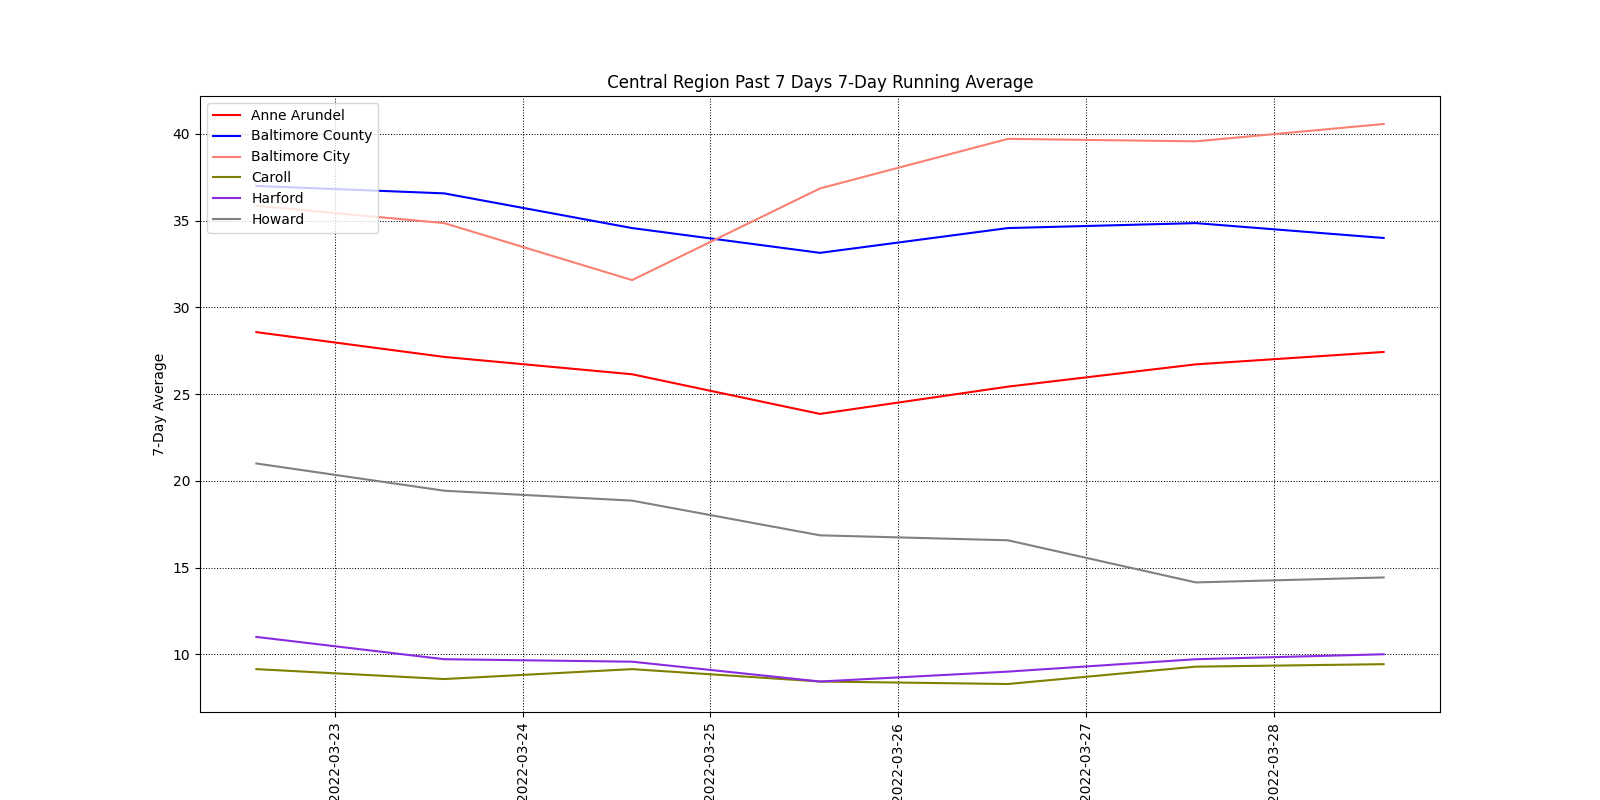 Central Region Past 7 Days 7-Day Running Average
Anne Arundel
Baltimore County
Baltimore City
Caroll
Harford
Howard
7-Day Average
40
35
30
25
20
15
10
2022-03-23
2022-03-24
2022-03-25
2022-03-26
2022-03-27
2022-03-28